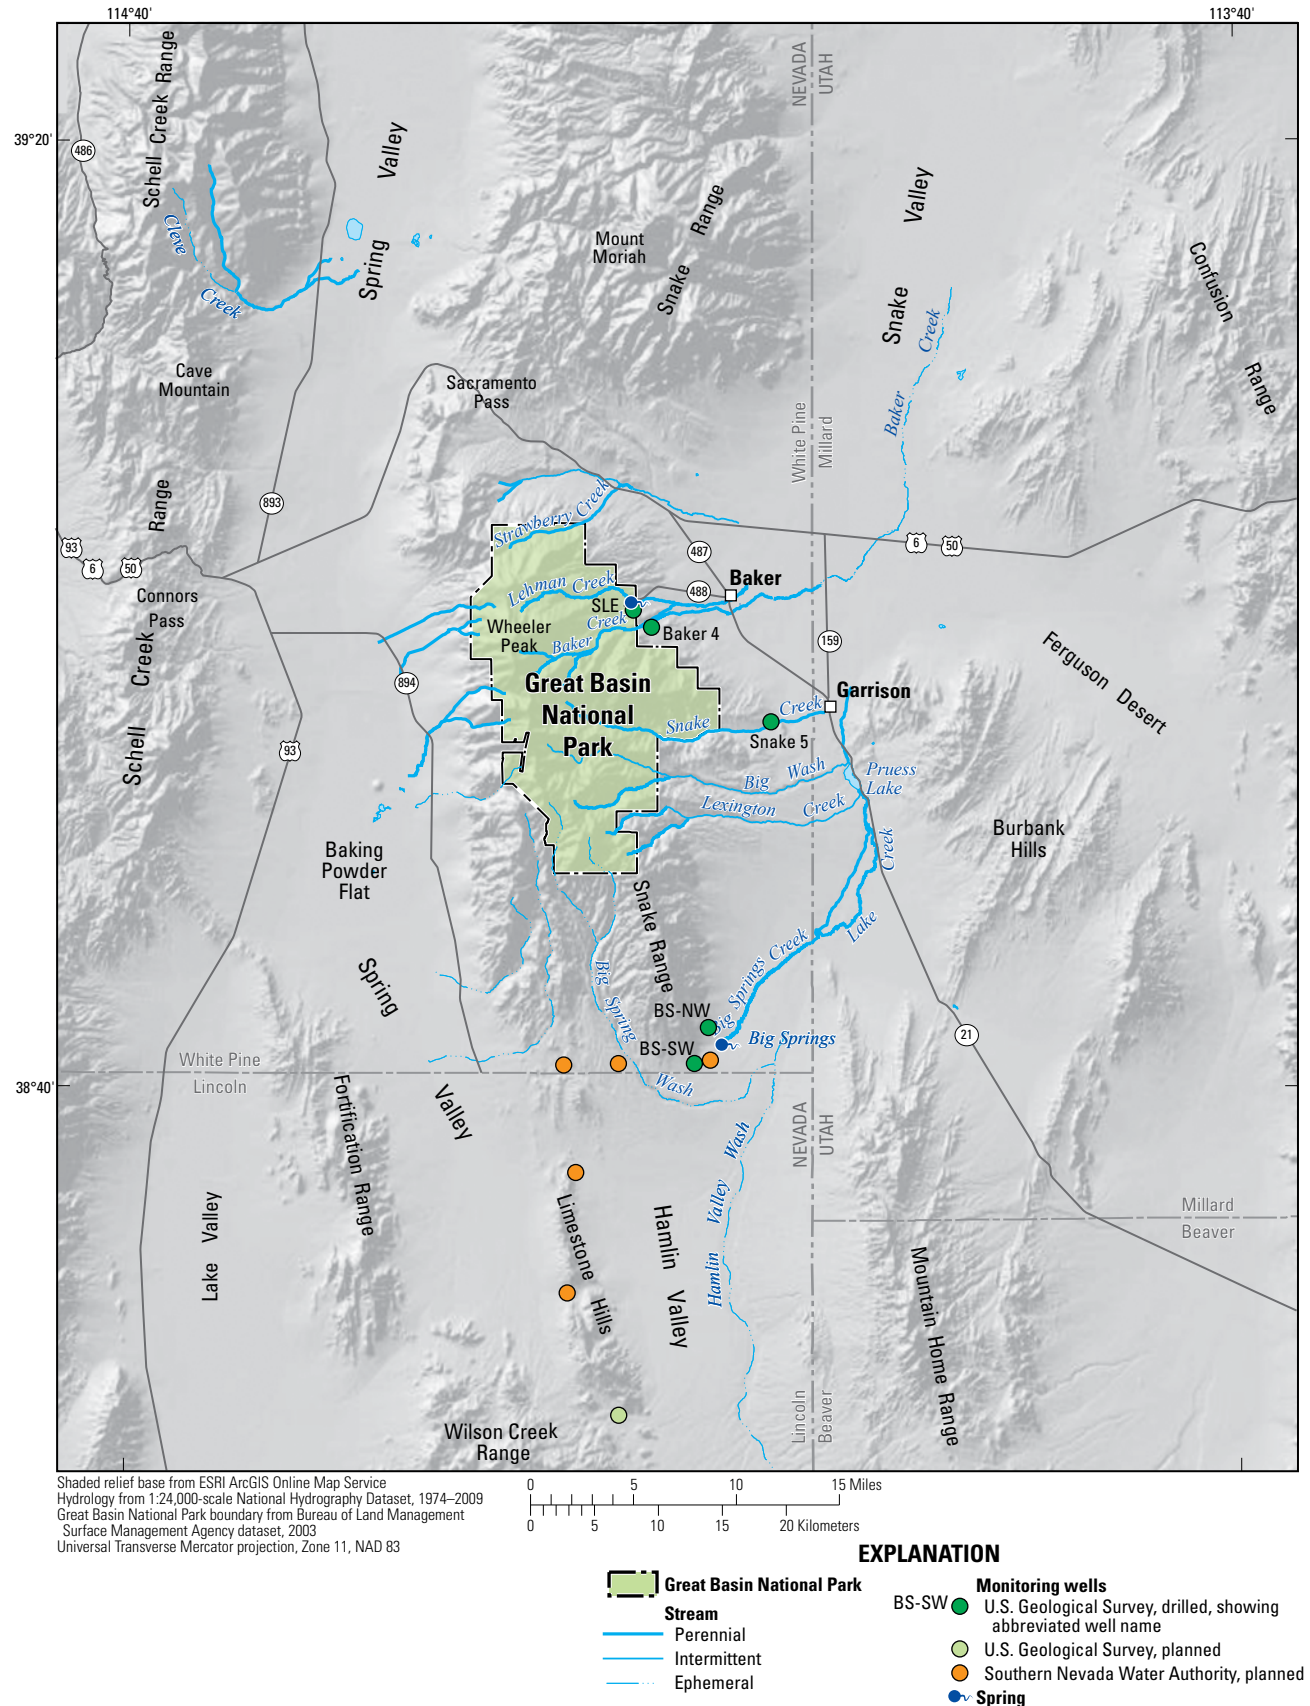 114°40'
113°40'
39°20'
38°40'
Schell Creek Range
486
Cleve
Creek
Valley
Spring
Cave
Mountain
Mount
Moriah
Snake Range
NEVADA
UTAH
Valley
Snake
Confusion
Range
Baker Creek
Sacramento
Pass
White Pine
Millard
893
Range
93
6
50
Connors
Pass
Schell Creek
Strawberry Creek
487
6
50
Lehman Creek
488
Baker
SLE
Baker Creek
Baker 4
Wheeler
Peak
894
159
Great Basin
National
Park
Garrison
Ferguson Desert
Snake Creek
Snake 5
93
Big Wash
Pruess
Lake
Lexington Creek
Burbank
Hills
Baking
Powder
Flat
Lake Creek
Snake Range
Spring
Big Springs Creek
Big Spring
BS-NW
Big Springs
BS-SW
21
White Pine
Lincoln
Wash
Valley
NEVADA
UTAH
Fortification Range
Lake Valley
Limestone Hills
Hamlin Valley
Hamlin Valley Wash
Millard
Beaver
Mountain Home Range
Lincoln
Beaver
Wilson Creek
Range
Shaded relief base from ESRI ArcGIS Online Map Service
Hydrology from 1:24,000-scale National Hydrography Dataset, 1974–2009
Great Basin National Park boundary from Bureau of Land Management
Surface Management Agency dataset, 2003
Universal Transverse Mercator projection, Zone 11, NAD 83
0 5 10 15 Miles
0 5 10 15 20 Kilometers
EXPLANATION
Great Basin National Park
Stream
Perennial
Intermittent
Ephemeral
Monitoring wells
BS-SW U.S. Geological Survey, drilled, showing
abbreviated well name
U.S. Geological Survey, planned
Southern Nevada Water Authority, planned
Spring